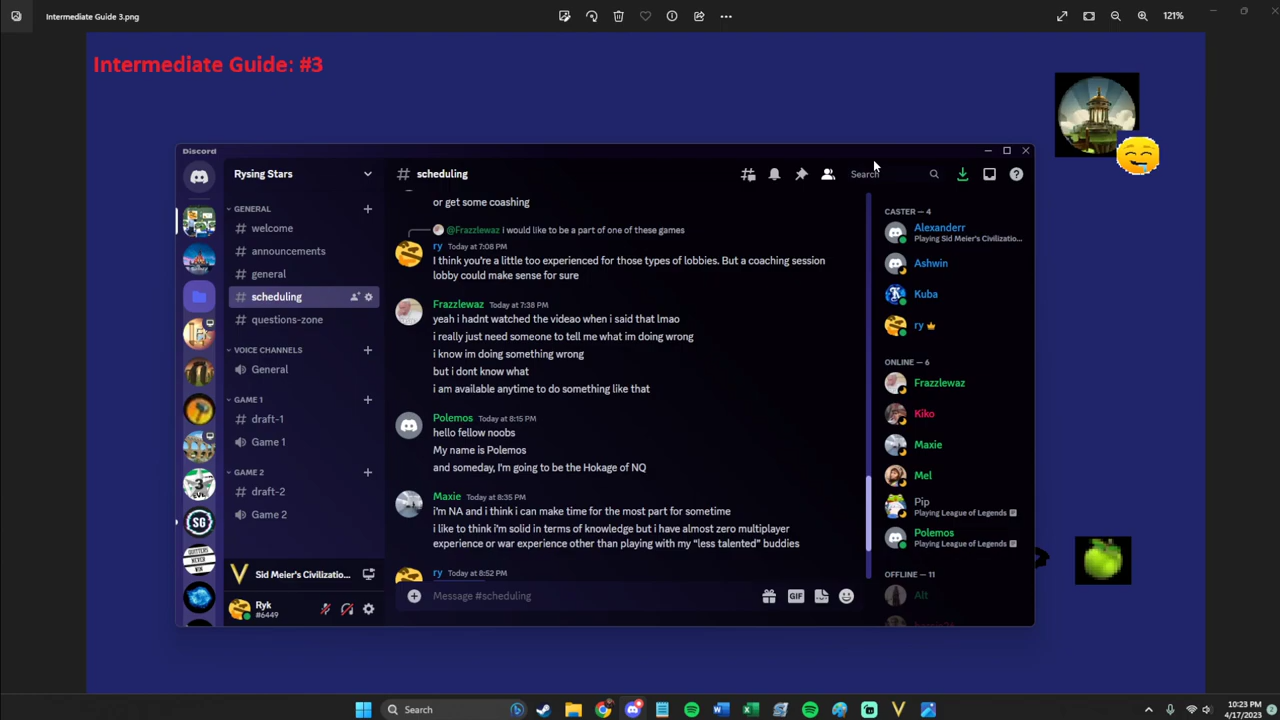 Intermediate Guide 3.png
121%
Intermediate Guide: #3
Discord
Rysing Stars
# scheduling
Search
GENERAL
# welcome
# announcements
# general
# scheduling
# questions-zone
VOICE CHANNELS
General
GAME 1
# draft-1
Game 1
GAME 2
# draft-2
Game 2
Sid Meier's Civilizatio...
Ryk
#6449
or get some coashing
@Frazzlewaz i would like to be a part of one of these games
ry Today at 7:08 PM
I think you're a little too experienced for those types of lobbies. But a coaching session
lobby could make sense for sure
Frazzlewaz Today at 7:38 PM
yeah i hadnt watched the videao when i said that lmao
i really just need someone to tell me what im doing wrong
i know im doing something wrong
but i dont know what
i am available anytime to do something like that
Polemos Today at 8:15 PM
hello fellow noobs
My name is Polemos
and someday, I'm going to be the Hokage of NQ
Maxie Today at 8:35 PM
i'm NA and i think i can make time for the most part for sometime
i like to think i'm solid in terms of knowledge but i have almost zero multiplayer
experience or war experience other than playing with my "less talented" buddies
ry Today at 8:52 PM
Message #scheduling
GIF
CASTER — 4
Alexanderr
Playing Sid Meier's Civilizatio...
Ashwin
Kuba
ry
ONLINE — 6
Frazzlewaz
Kiko
Maxie
Mel
Pip
Playing League of Legends
Polemos
Playing League of Legends
OFFLINE — 11
Alt
Search
10:23 PM
4/17/2023